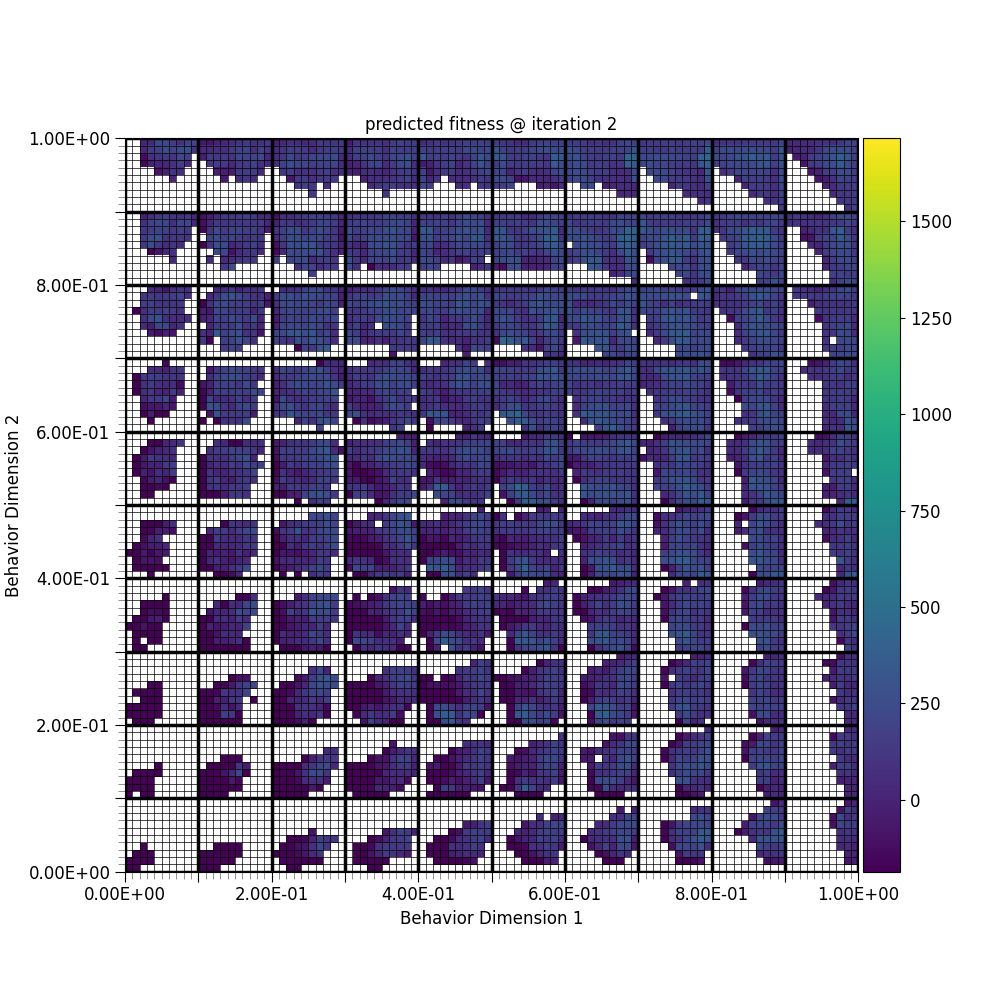 predicted fitness @ iteration 2
1.00E+00
8.00E-01
6.00E-01
4.00E-01
2.00E-01
0.00E+00
Behavior Dimension 2
0.00E+00 2.00E-01 4.00E-01 6.00E-01 8.00E-01 1.00E+00
Behavior Dimension 1
1500
1250
1000
750
500
250
0